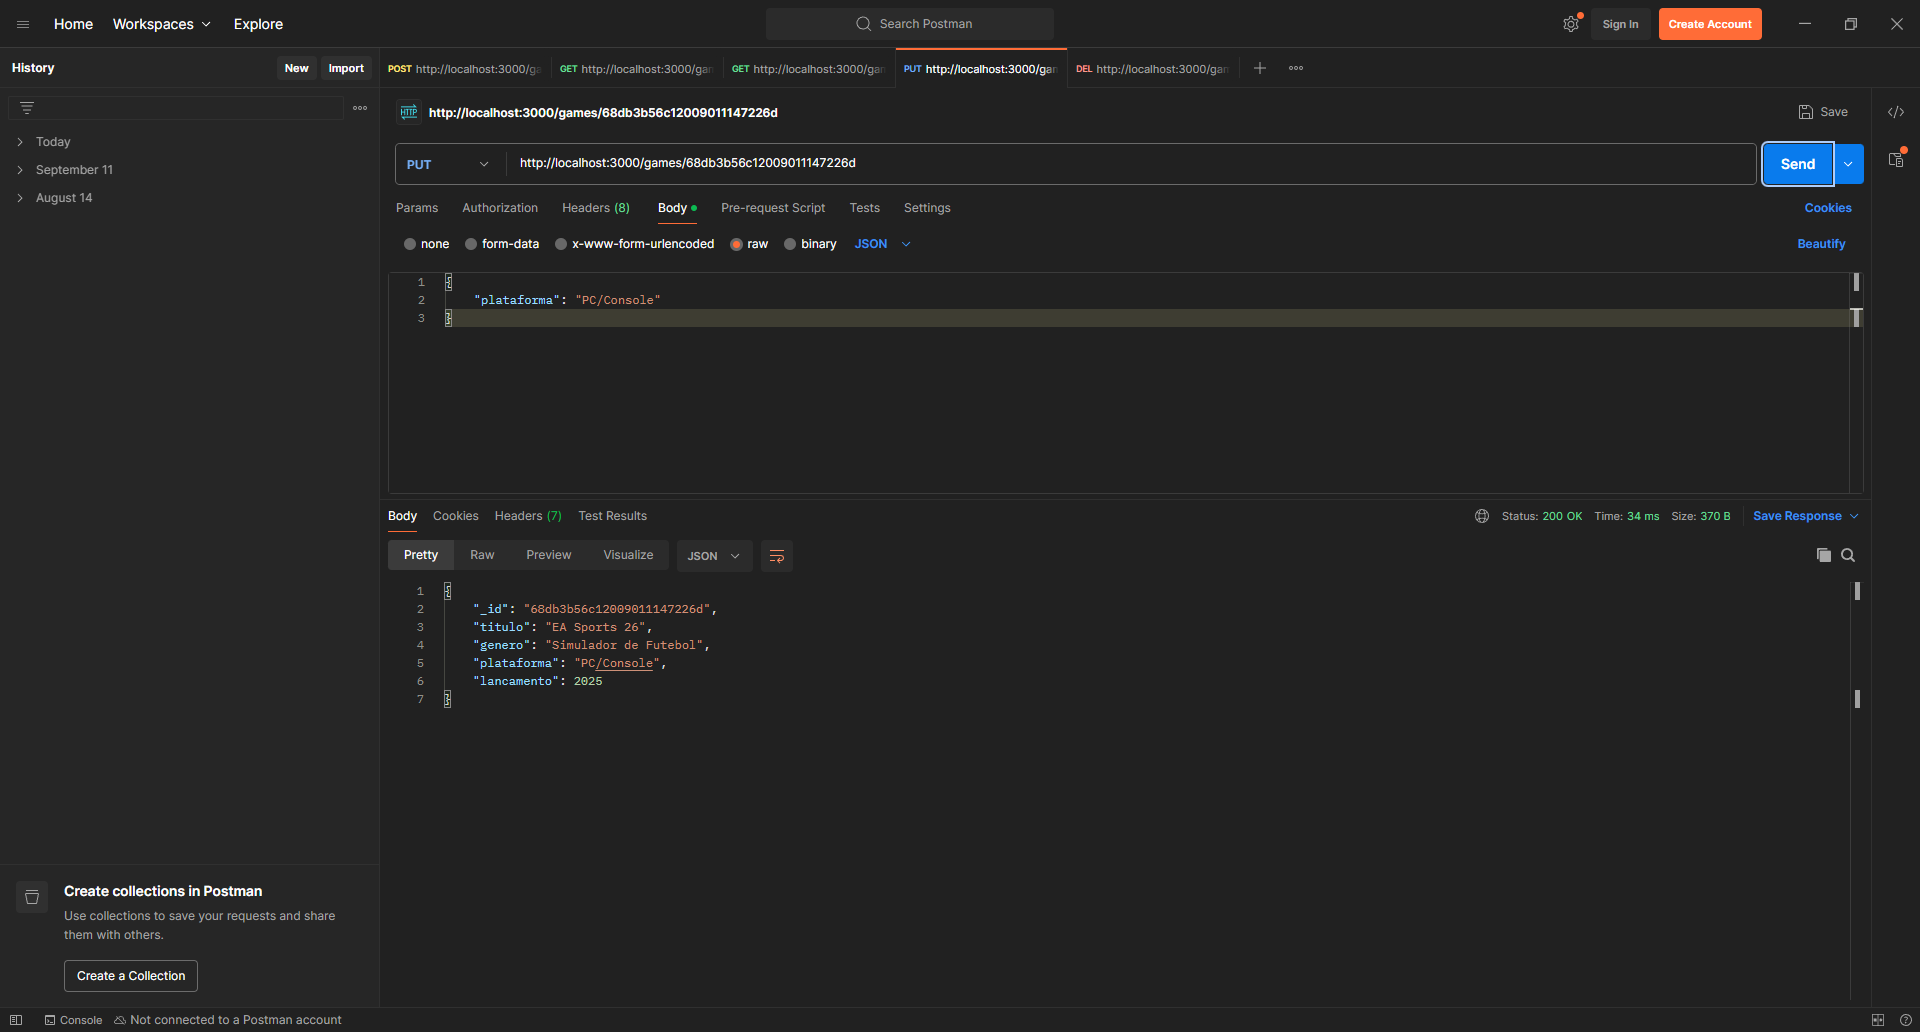 Home Workspaces Explore Search Postman Sign In Create Account
History New Import
POST http://localhost:3000/ga GET http://localhost:3000/gam GET http://localhost:3000/gam PUT http://localhost:3000/gam DEL http://localhost:3000/gam
HTTP http://localhost:3000/games/68db3b56c12009011147226d Save
Today
September 11
August 14
PUT http://localhost:3000/games/68db3b56c12009011147226d Send
Params Authorization Headers (8) Body Pre-request Script Tests Settings Cookies
none form-data x-www-form-urlencoded raw binary JSON Beautify
1 {
2 "plataforma": "PC/Console"
3 }
Body Cookies Headers (7) Test Results Status: 200 OK Time: 34 ms Size: 370 B Save Response
Pretty Raw Preview Visualize JSON
1 {
2 "_id": "68db3b56c12009011147226d",
3 "titulo": "EA Sports 26",
4 "genero": "Simulador de Futebol",
5 "plataforma": "PC/Console",
6 "lancamento": 2025
7 }
Create collections in Postman
Use collections to save your requests and share
them with others.
Create a Collection
Console Not connected to a Postman account